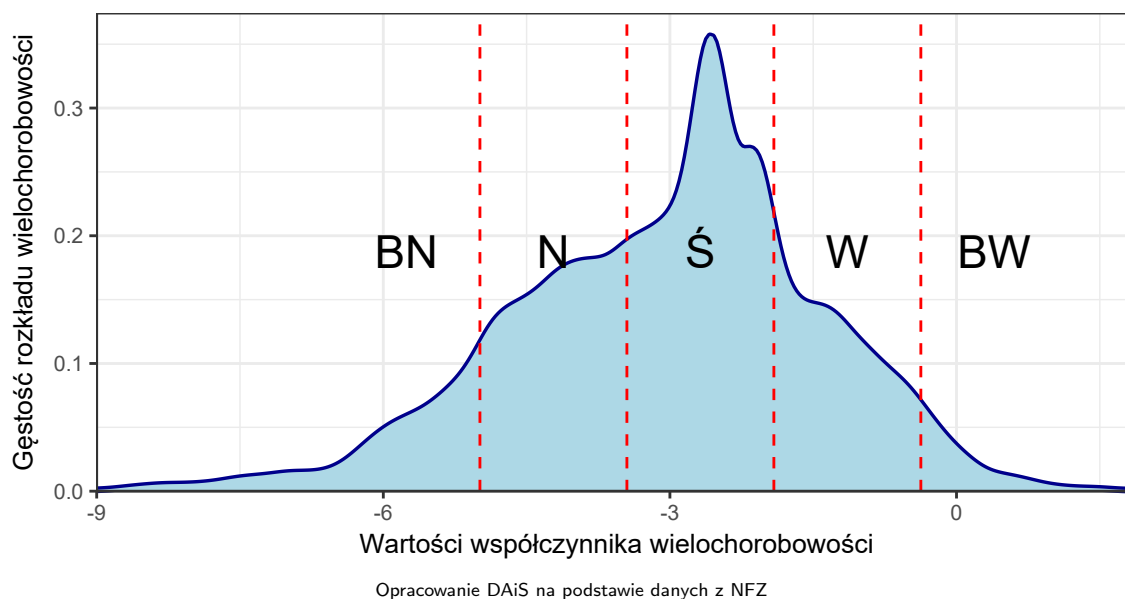 Gęstość rozkładu wielochorobowości
0.3
0.2
0.1
0.0
BN N Ś W BW
-9 -6 -3 0
Wartości współczynnika wielochorobowości
Opracowanie DAiS na podstawie danych z NFZ